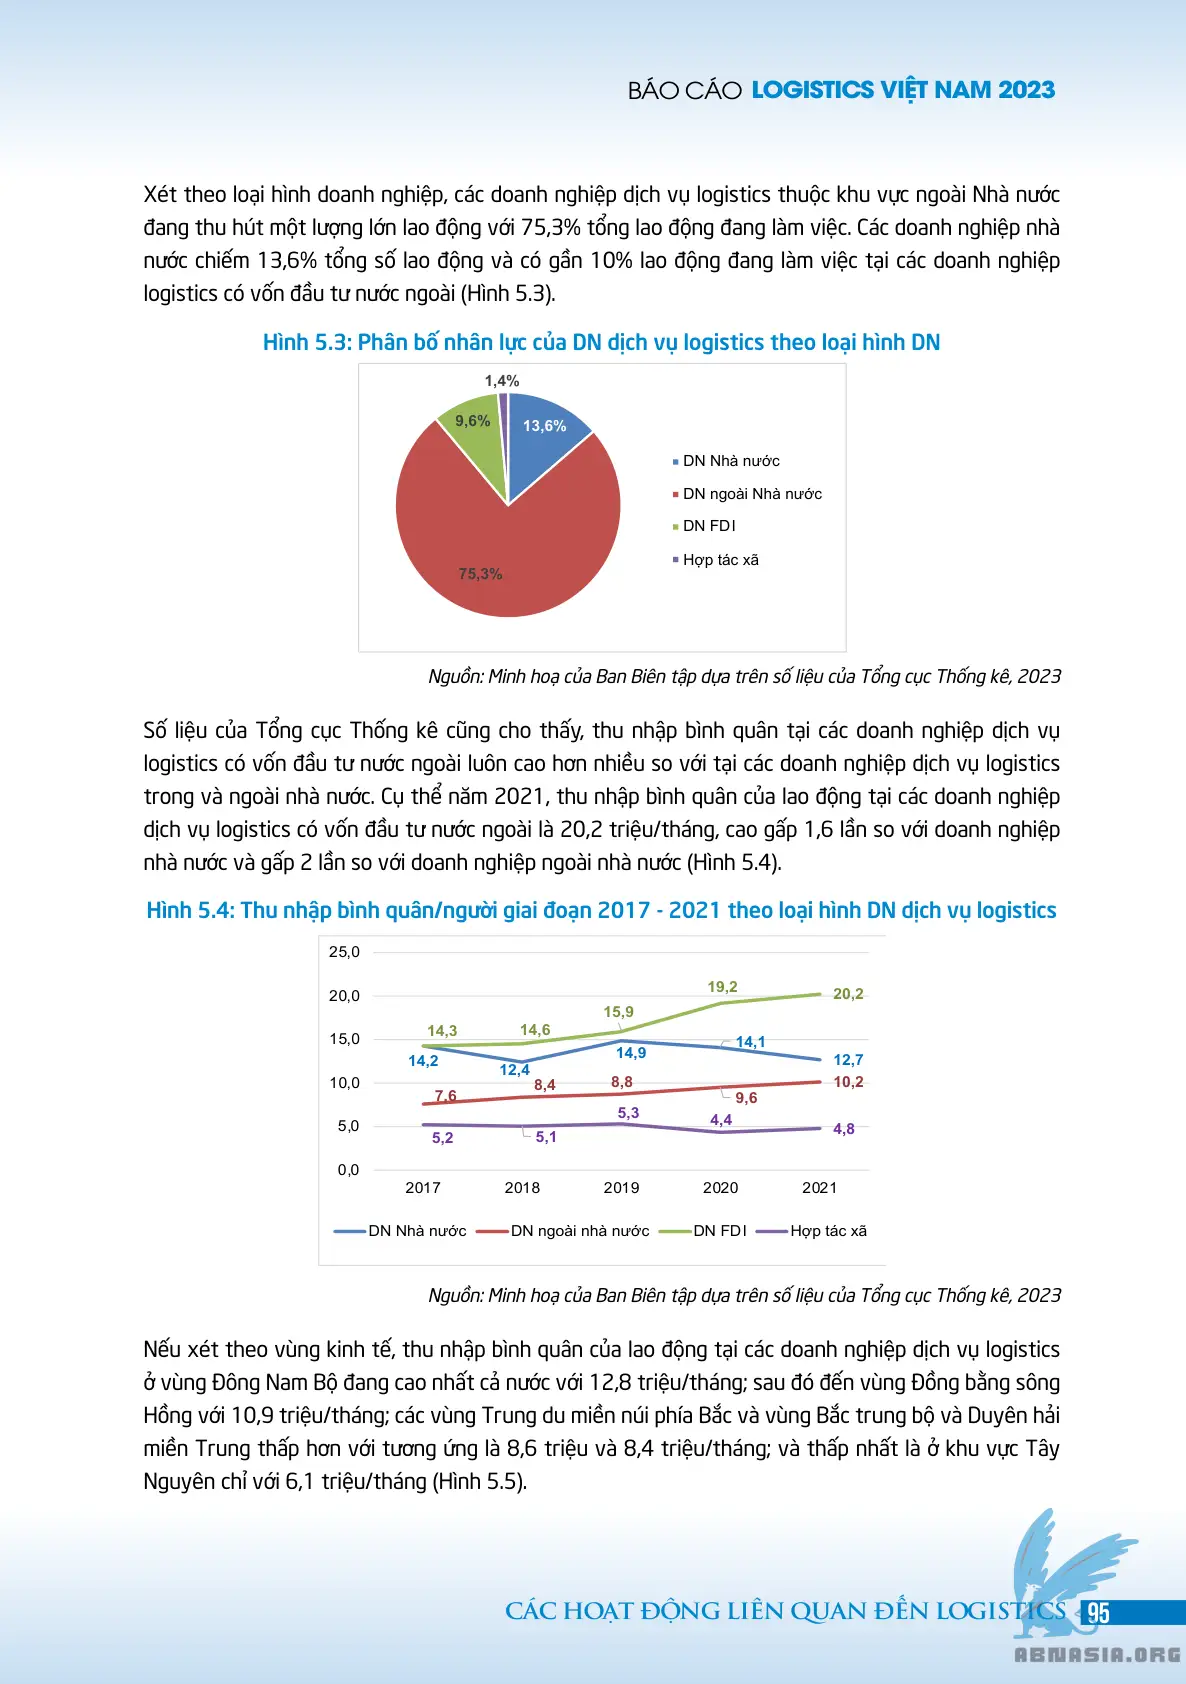 BÁO CÁO LOGISTICS VIỆT NAM 2023
Xét theo loại hình doanh nghiệp, các doanh nghiệp dịch vụ logistics thuộc khu vực ngoài Nhà nước
đang thu hút một lượng lớn lao động với 75,3% tổng lao động đang làm việc. Các doanh nghiệp nhà
nước chiếm 13,6% tổng số lao động và có gần 10% lao động đang làm việc tại các doanh nghiệp
logistics có vốn đầu tư nước ngoài (Hình 5.3).
Hình 5.3: Phân bố nhân lực của DN dịch vụ logistics theo loại hình DN
1,4%
9,6%
13,6%
75,3%
DN Nhà nước
DN ngoài Nhà nước
DN FDI
Hợp tác xã
Nguồn: Minh hoạ của Ban Biên tập dựa trên số liệu của Tổng cục Thống kê, 2023
Số liệu của Tổng cục Thống kê cũng cho thấy, thu nhập bình quân tại các doanh nghiệp dịch vụ
logistics có vốn đầu tư nước ngoài luôn cao hơn nhiều so với tại các doanh nghiệp dịch vụ logistics
trong và ngoài nhà nước. Cụ thể năm 2021, thu nhập bình quân của lao động tại các doanh nghiệp
dịch vụ logistics có vốn đầu tư nước ngoài là 20,2 triệu/tháng, cao gấp 1,6 lần so với doanh nghiệp
nhà nước và gấp 2 lần so với doanh nghiệp ngoài nhà nước (Hình 5.4).
Hình 5.4: Thu nhập bình quân/người giai đoạn 2017 - 2021 theo loại hình DN dịch vụ logistics
25,0
20,0
15,0
10,0
5,0
0,0
14,3 14,6 15,9 19,2 20,2
14,2 12,4 14,9 14,1 12,7
7,6 8,4 8,8 9,6 10,2
5,2 5,1 5,3 4,4 4,8
2017 2018 2019 2020 2021
DN Nhà nước DN ngoài nhà nước DN FDI Hợp tác xã
Nguồn: Minh hoạ của Ban Biên tập dựa trên số liệu của Tổng cục Thống kê, 2023
Nếu xét theo vùng kinh tế, thu nhập bình quân của lao động tại các doanh nghiệp dịch vụ logistics
ở vùng Đông Nam Bộ đang cao nhất cả nước với 12,8 triệu/tháng; sau đó đến vùng Đồng bằng sông
Hồng với 10,9 triệu/tháng; các vùng Trung du miền núi phía Bắc và vùng Bắc trung bộ và Duyên hải
miền Trung thấp hơn với tương ứng là 8,6 triệu và 8,4 triệu/tháng; và thấp nhất là ở khu vực Tây
Nguyên chỉ với 6,1 triệu/tháng (Hình 5.5).
CÁC HOẠT ĐỘNG LIÊN QUAN ĐẾN LOGISTICS 95
ABNASIA.ORG